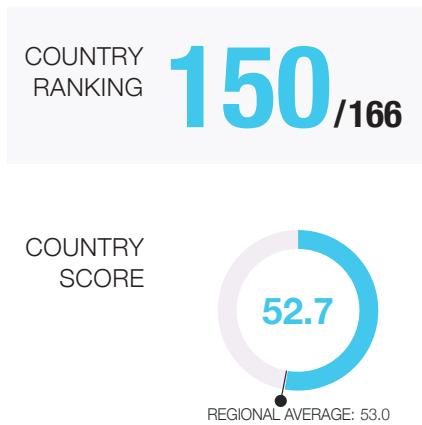 COUNTRY
RANKING
150/166
COUNTRY
SCORE
52.7
REGIONAL AVERAGE: 53.0